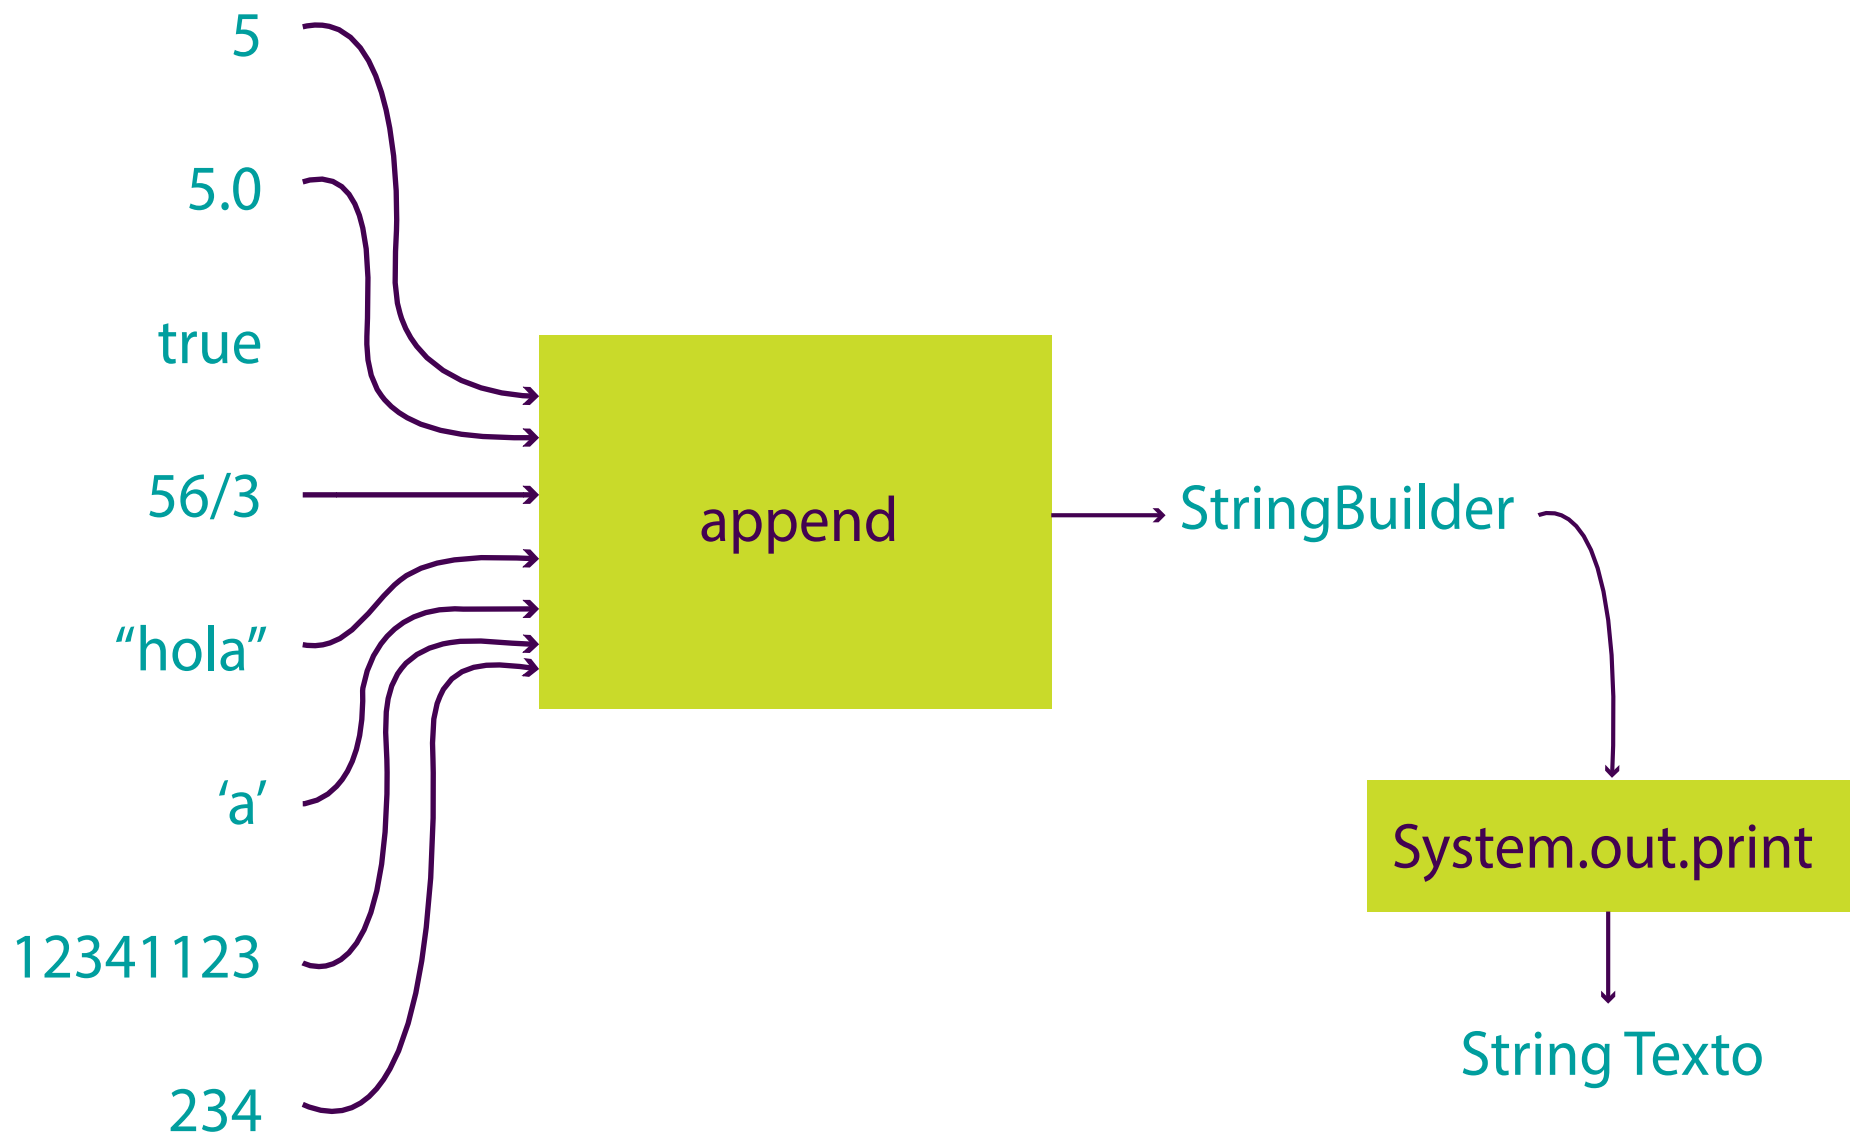 5
5.0
true
56/3
“hola”
‘a’
12341123
234
append
StringBuilder
System.out.print
String Texto